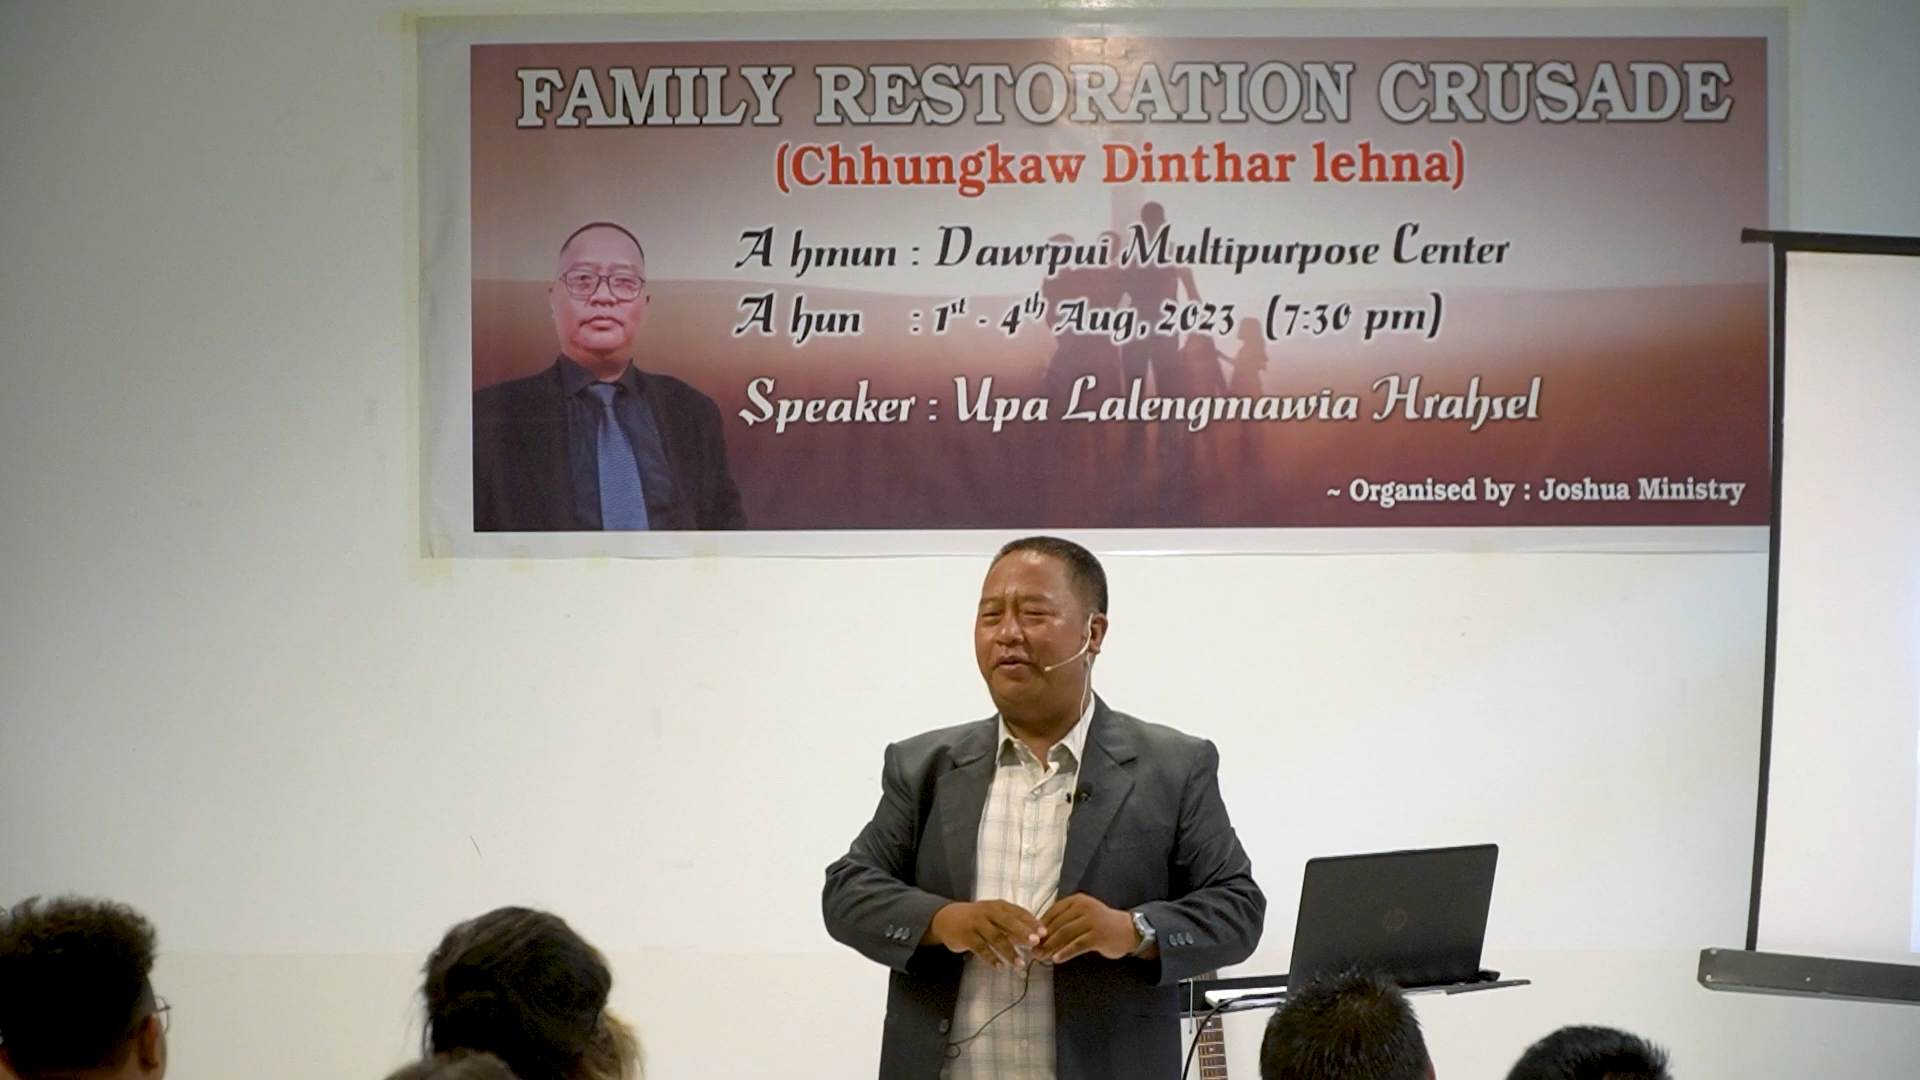 FAMILY RESTORATION CRUSADE
(Chhungkaw Dinthar lehna)
A hmun : Dawrpui Multipurpose Center
A hun : 1st - 4th Aug, 2023 (7:30 pm)
Speaker : Upa Lalengmawia Hrahsel
~ Organised by : Joshua Ministry
hp